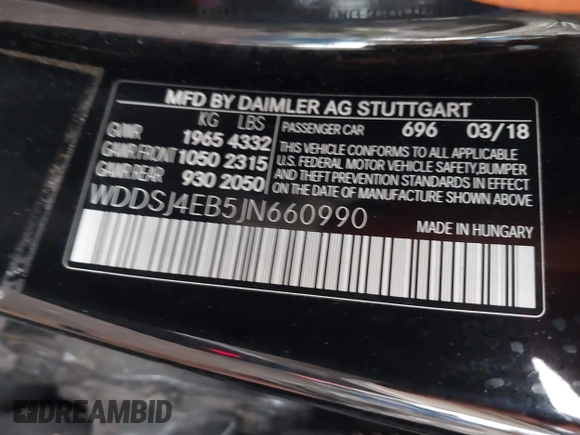 MFD BY DAIMLER AG STUTTGART
KG LBS
GVWR 1965 4332
GAWR FRONT 1050 2315
GAWR REAR 930 2050
PASSENGER CAR 696 03/18
THIS VEHICLE CONFORMS TO ALL APPLICABLE
U.S. FEDERAL MOTOR VEHICLE SAFETY, BUMPER
AND THEFT PREVENTION STANDARDS IN EFFECT
ON THE DATE OF MANUFACTURE SHOWN ABOVE.
WDDSJ4EB5JN660990
MADE IN HUNGARY
DREAMBID